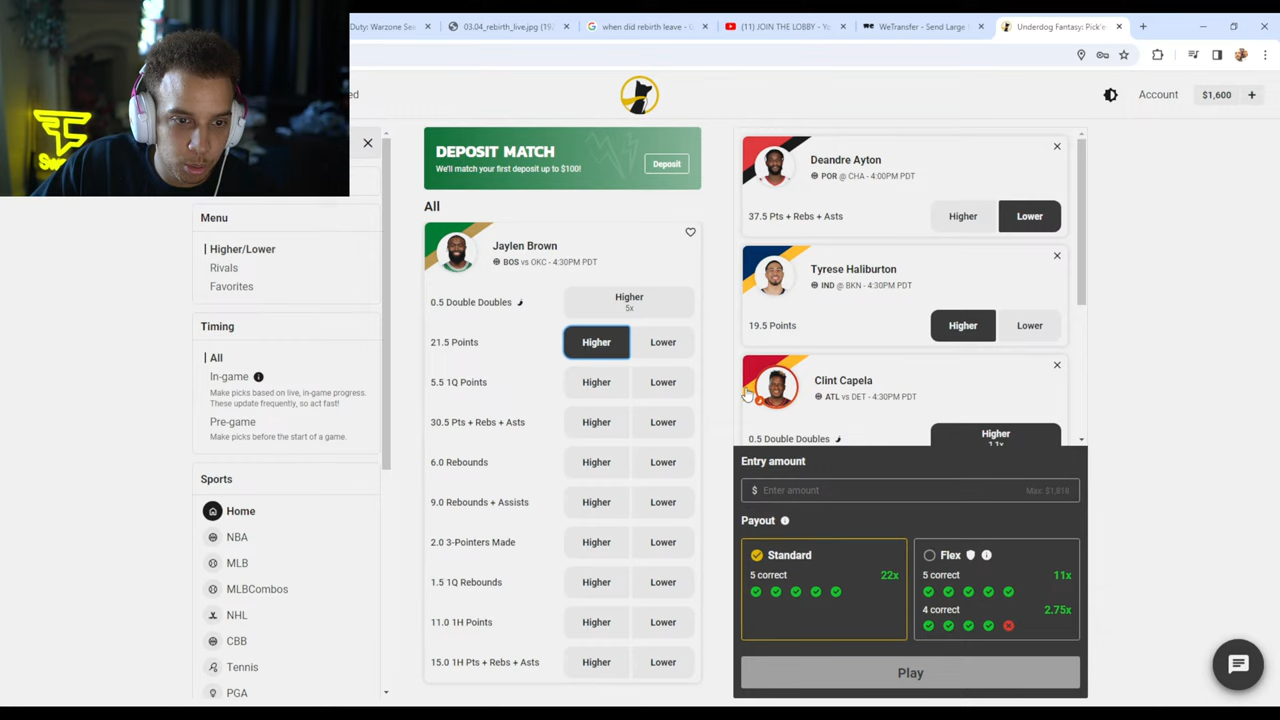 Duty: Warzone Sea
03.04_rebirth_live.jpg (192
when did rebirth leave - G
(11) JOIN THE LOBBY - Yo
WeTransfer - Send Large
Underdog Fantasy: Pick'e
ed
Account
$1,600
+
DEPOSIT MATCH
We'll match your first deposit up to $100!
Deposit
Menu
Higher/Lower
Rivals
Favorites
Timing
All
In-game
Make picks based on live, in-game progress.
These update frequently, so act fast!
Pre-game
Make picks before the start of a game.
Sports
Home
NBA
MLB
MLBCombos
NHL
CBB
Tennis
PGA
All
Jaylen Brown
BOS vs OKC - 4:30PM PDT
0.5 Double Doubles
Higher
5x
21.5 Points
Higher
Lower
5.5 1Q Points
Higher
Lower
30.5 Pts + Rebs + Asts
Higher
Lower
6.0 Rebounds
Higher
Lower
9.0 Rebounds + Assists
Higher
Lower
2.0 3-Pointers Made
Higher
Lower
1.5 1Q Rebounds
Higher
Lower
11.0 1H Points
Higher
Lower
15.0 1H Pts + Rebs + Asts
Higher
Lower
Deandre Ayton
POR @ CHA - 4:00PM PDT
37.5 Pts + Rebs + Asts
Higher
Lower
Tyrese Haliburton
IND @ BKN - 4:30PM PDT
19.5 Points
Higher
Lower
Clint Capela
ATL vs DET - 4:30PM PDT
0.5 Double Doubles
Higher
1.1x
Entry amount
$ Enter amount
Max: $1,818
Payout
Standard
5 correct
22x
Flex
5 correct
11x
4 correct
2.75x
Play